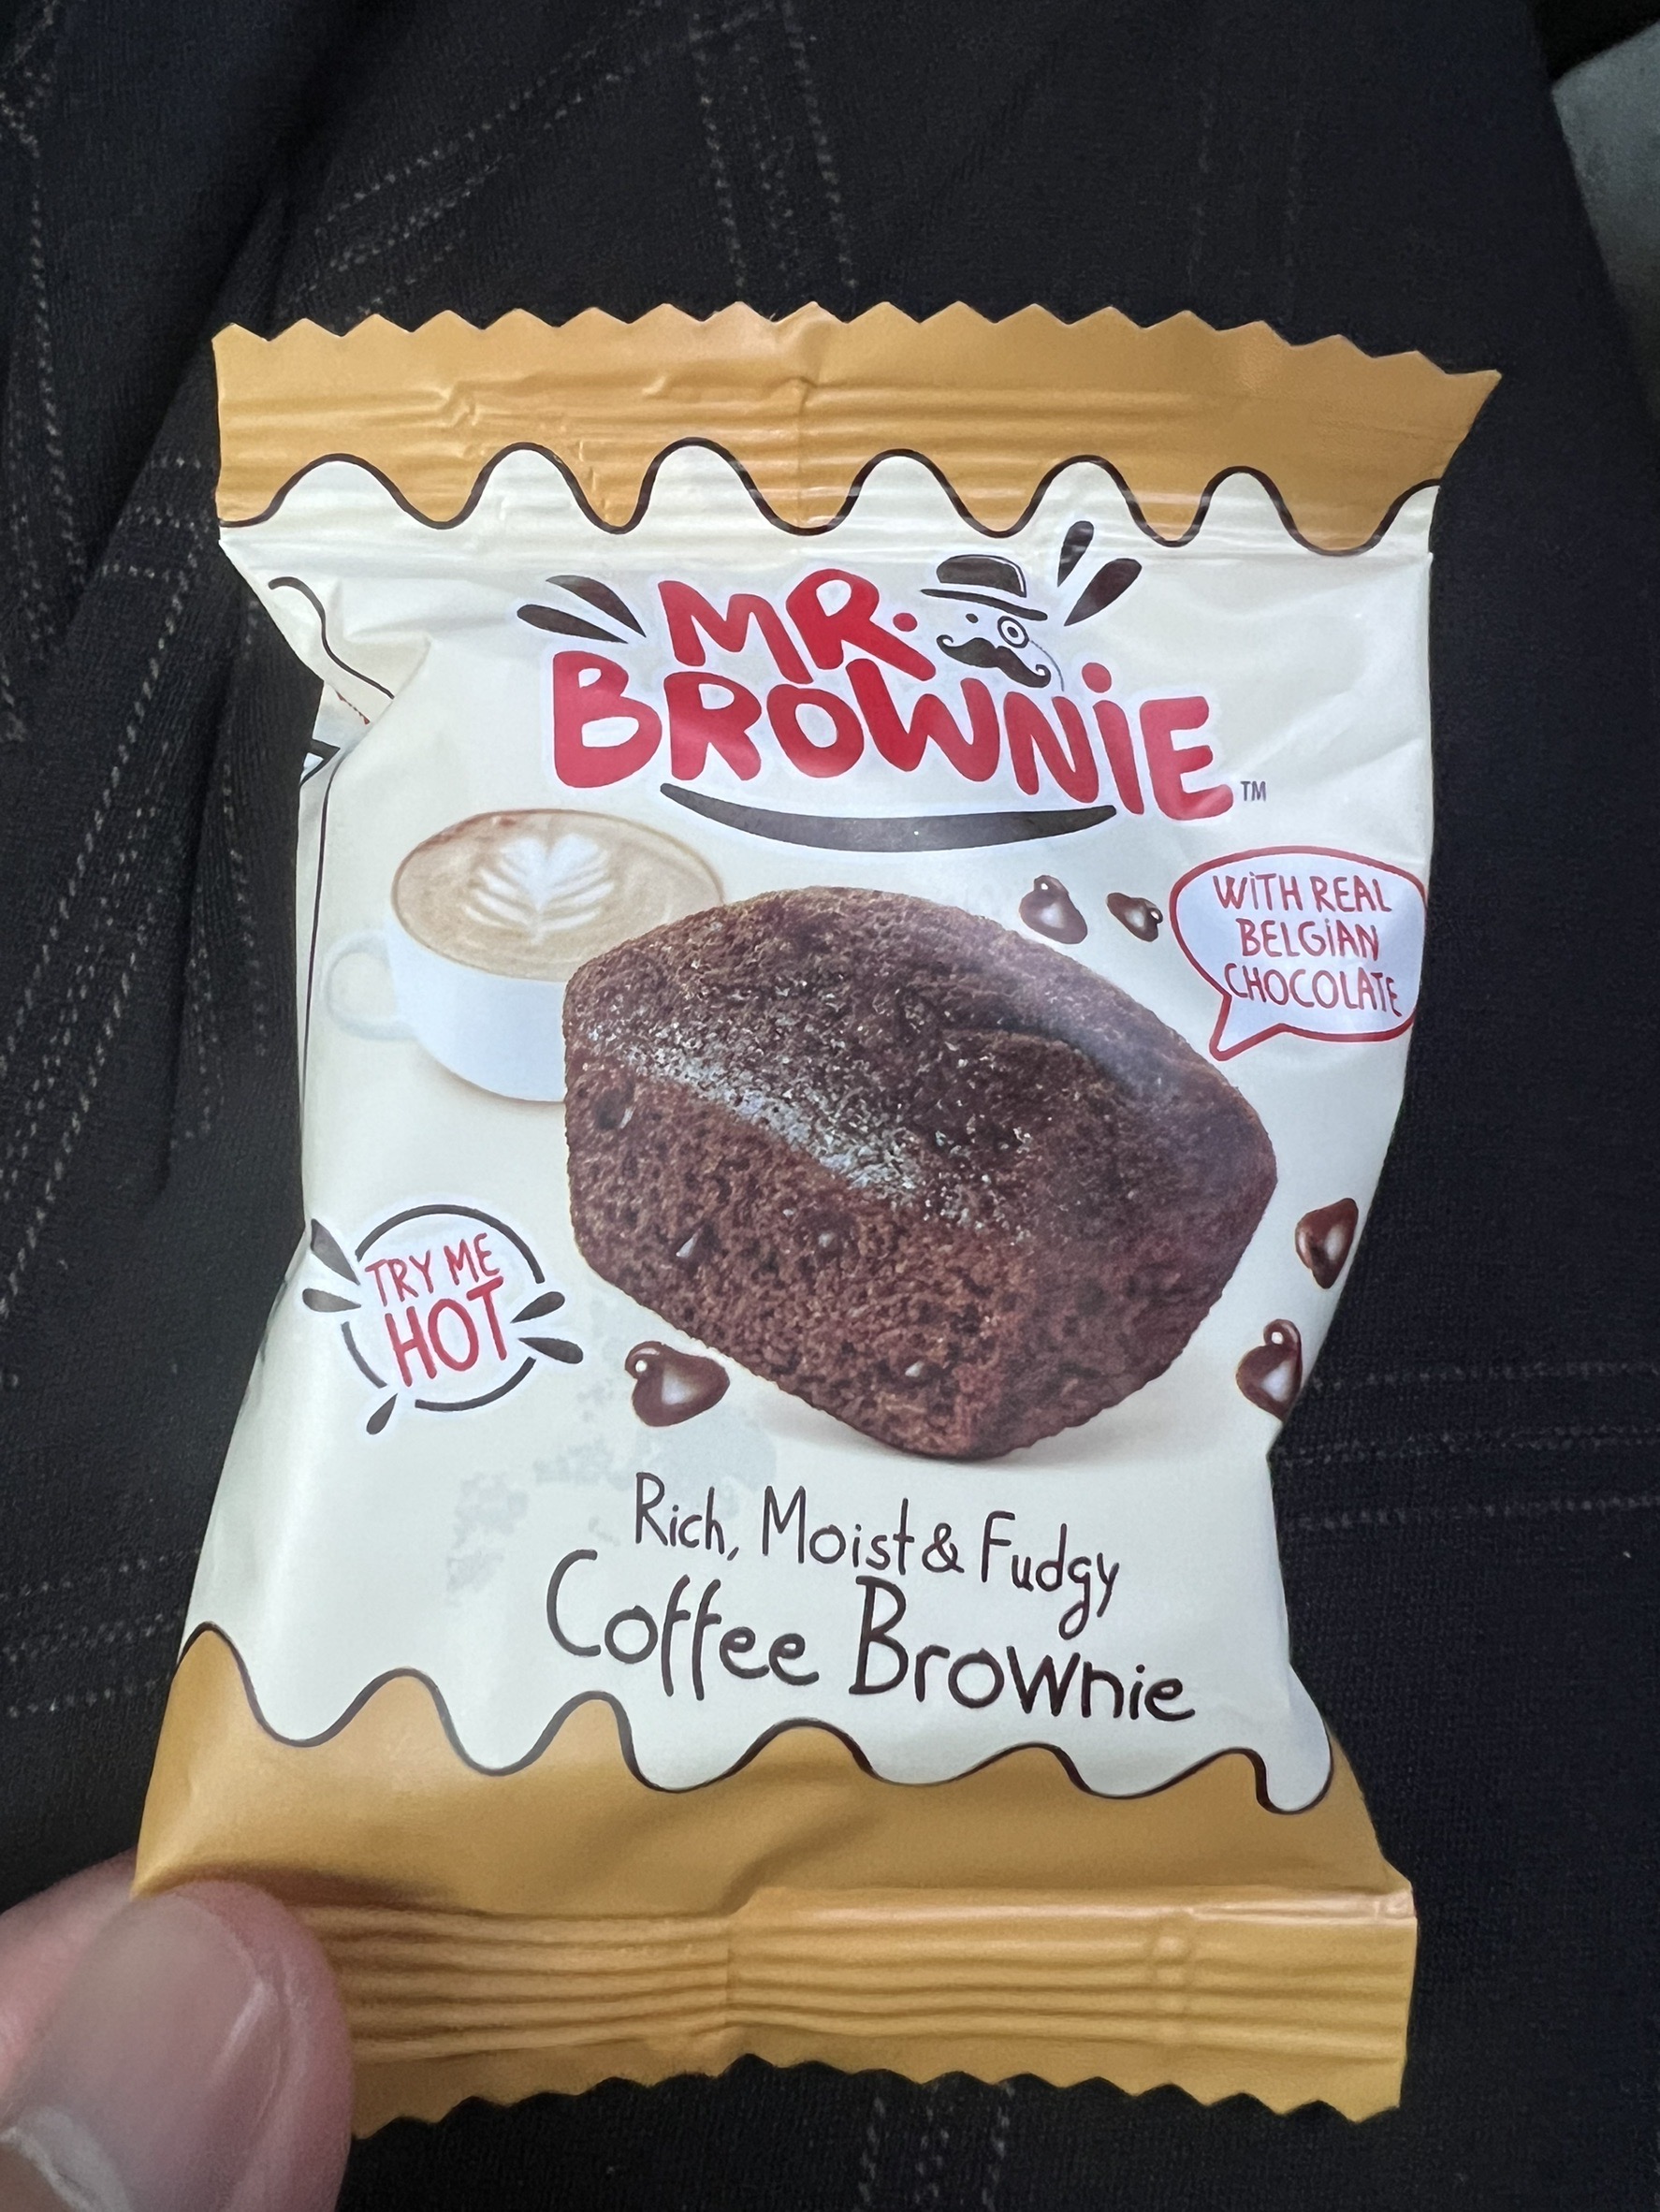 MR.
BROWNiE
TM
WiTH REAL
BELGiAN
CHOCOLATE
TRY ME
HOT
Rich, Moist & Fudgy
Coffee Brownie